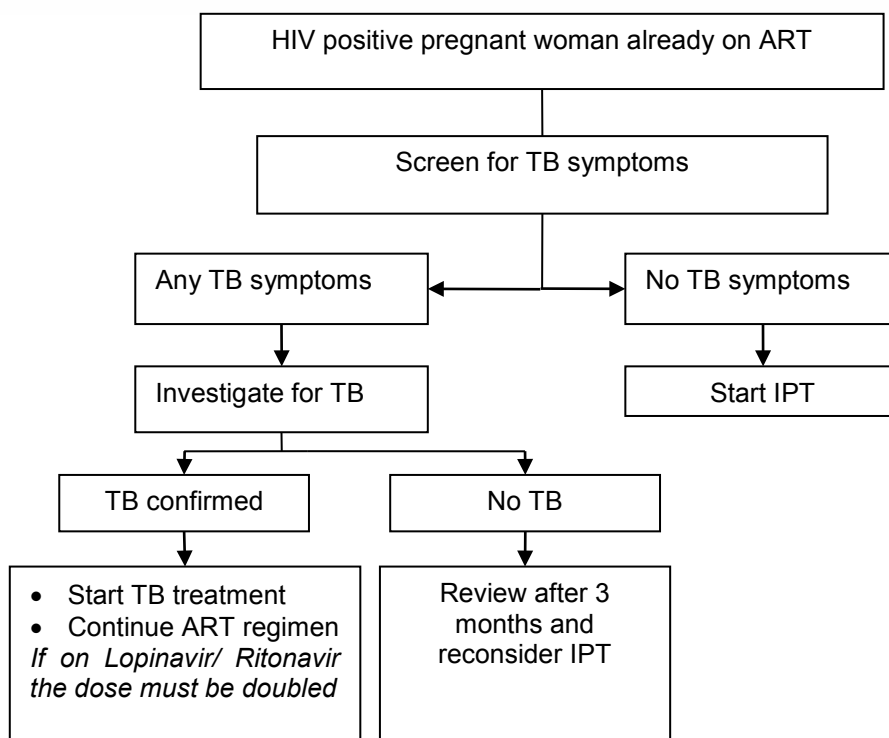 HIV positive pregnant woman already on ART
Screen for TB symptoms
Any TB symptoms
No TB symptoms
Investigate for TB
Start IPT
TB confirmed
No TB
• Start TB treatment
• Continue ART regimen
If on Lopinavir/ Ritonavir
the dose must be doubled
Review after 3
months and
reconsider IPT